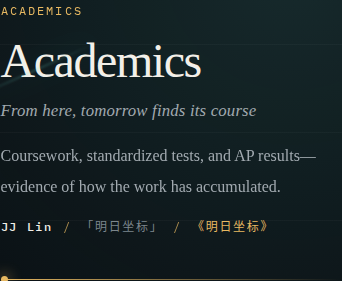 ACADEMICS
Academics
From here, tomorrow finds its course
Coursework, standardized tests, and AP results—
evidence of how the work has accumulated.
JJ Lin / 「明日坐标」 / 《明日坐标》